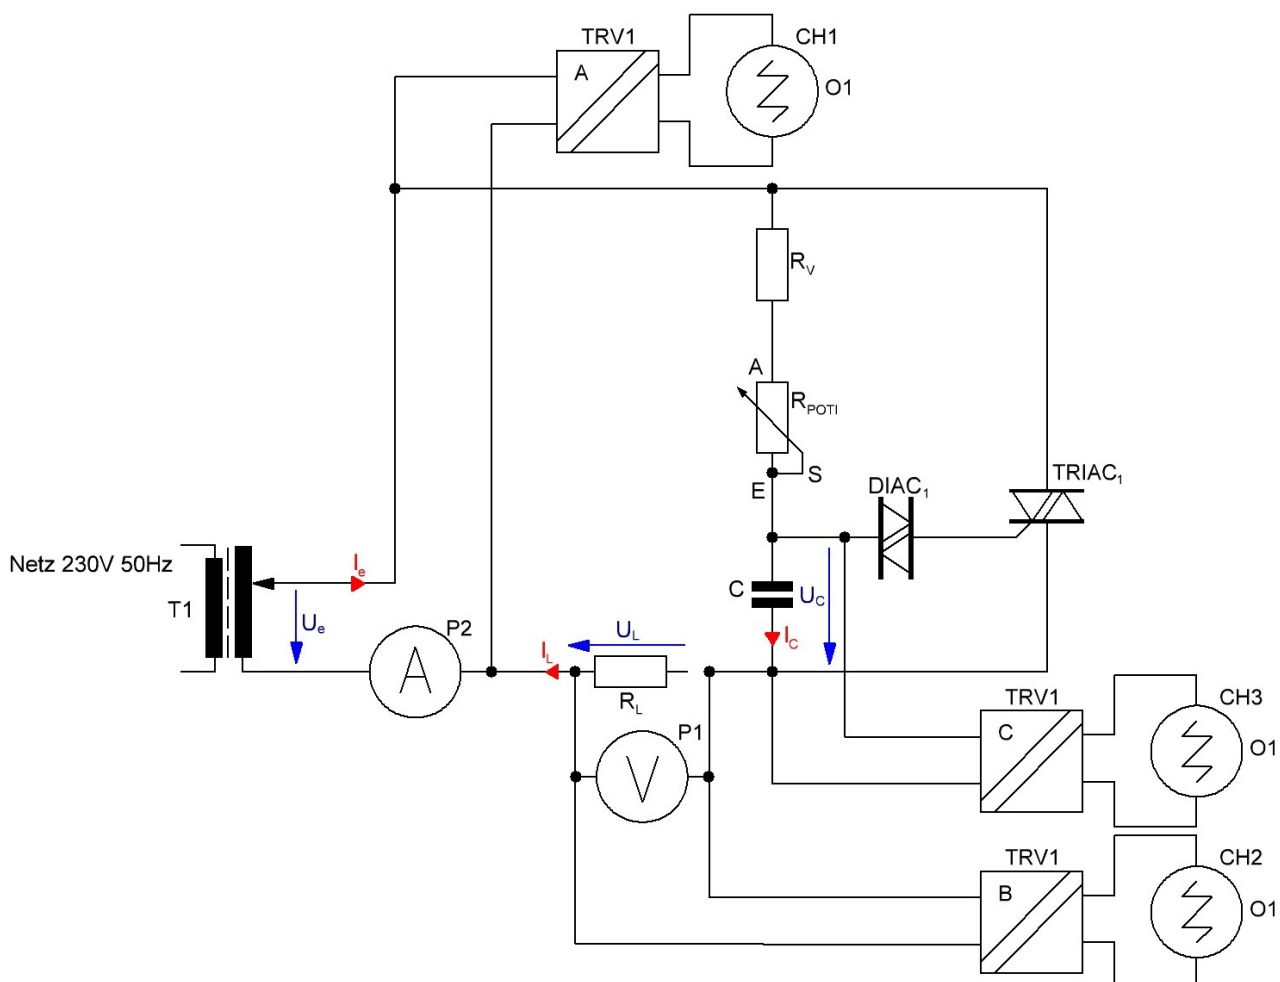 TRV1
CH1
A
O1
R_V
A
R_POTI
S
E
DIAC_1
TRIAC_1
Netz 230V 50Hz
I_e
T1
U_e
P2
A
I_L
U_L
R_L
C
U_C
I_C
P1
V
TRV1
CH3
C
O1
TRV1
CH2
B
O1